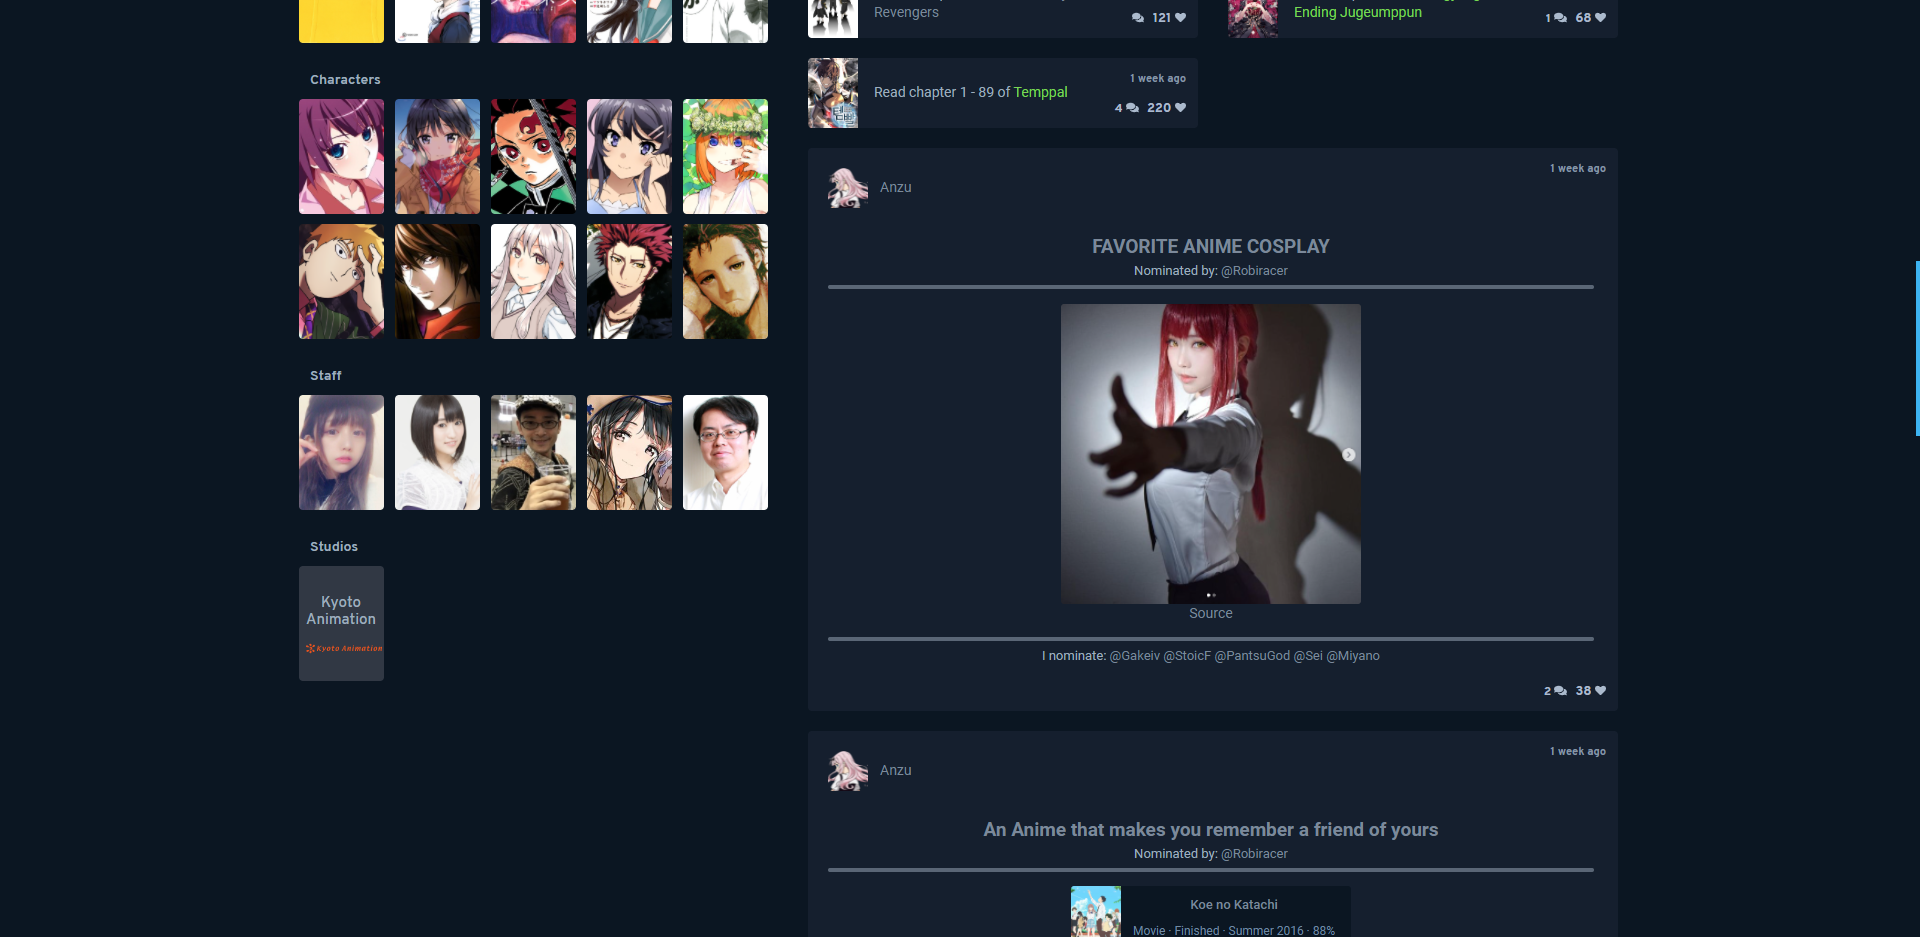 Revengers
121
Ending Jugeumppun
1 68
Characters
1 week ago
Read chapter 1 - 89 of Temppal
4 220
템빨
1 week ago
Anzu
FAVORITE ANIME COSPLAY
Nominated by: @Robiracer
Source
I nominate: @Gakeiv @StoicF @PantsuGod @Sei @Miyano
2 38
Staff
Studios
Kyoto
Animation
Kyoto Animation
1 week ago
Anzu
An Anime that makes you remember a friend of yours
Nominated by: @Robiracer
Koe no Katachi
Movie · Finished · Summer 2016 · 88%